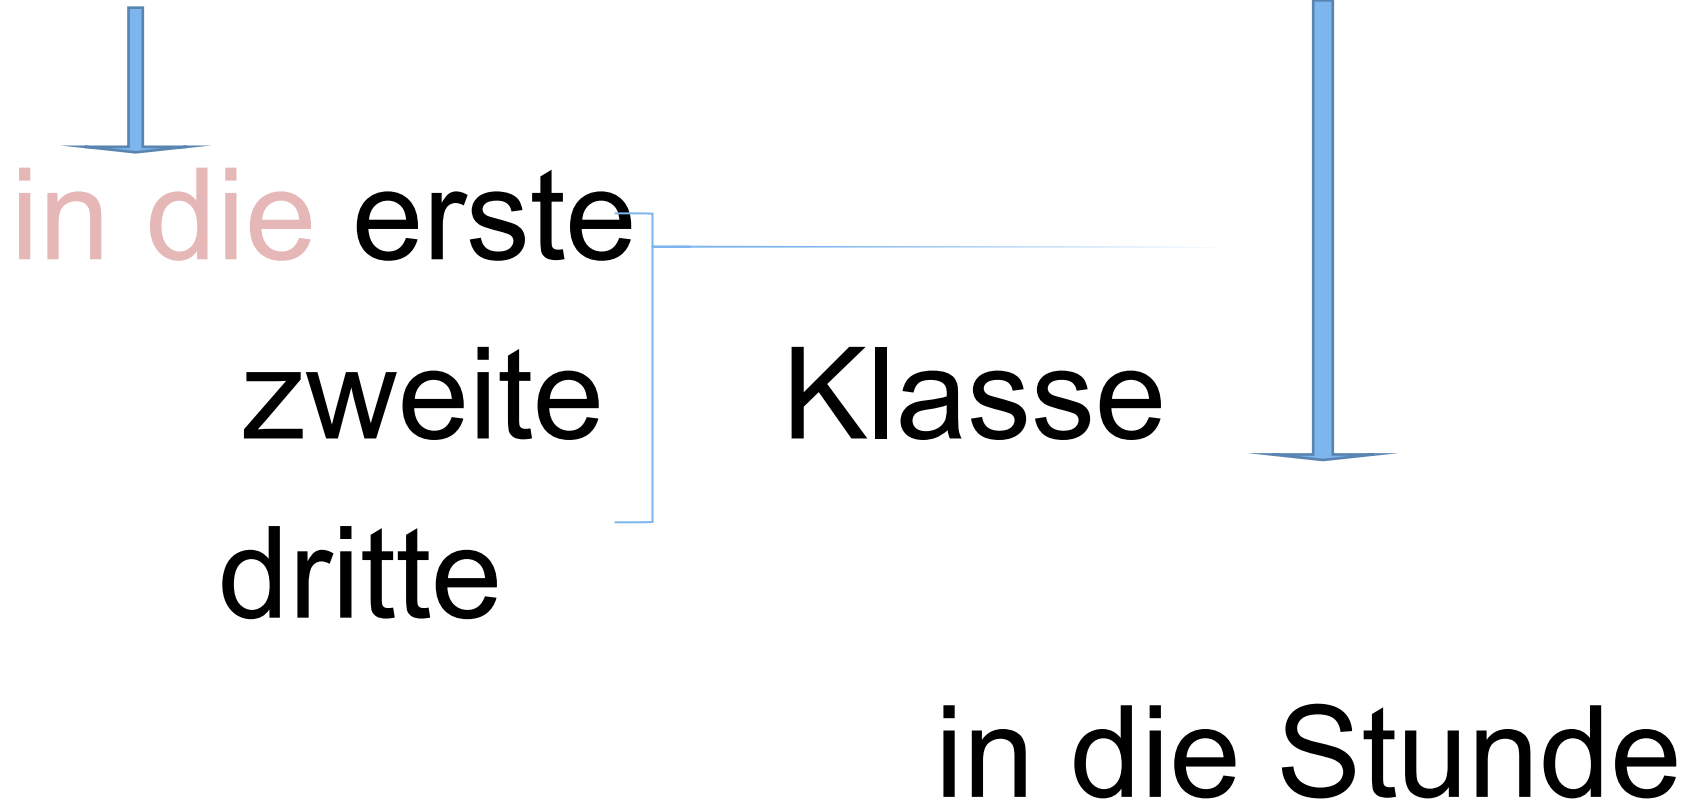 in die erste
zweite Klasse
dritte
in die Stunde